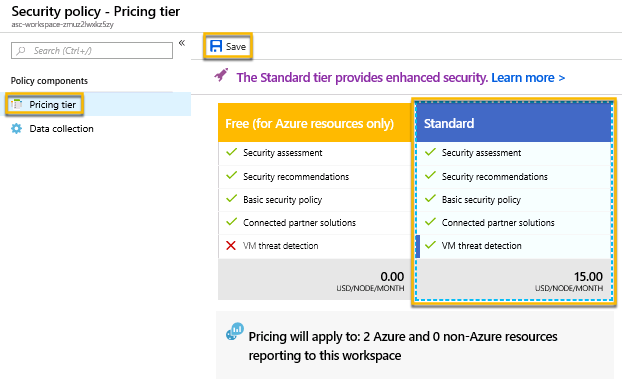 Security policy - Pricing tier
asc-workspace-zmuz2lwxkz5zy
Search (Ctrl+/)
«
Save
Policy components
Pricing tier
Data collection
The Standard tier provides enhanced security. Learn more >
Free (for Azure resources only)
Security assessment
Security recommendations
Basic security policy
Connected partner solutions
VM threat detection
0.00
USD/NODE/MONTH
Standard
Security assessment
Security recommendations
Basic security policy
Connected partner solutions
VM threat detection
15.00
USD/NODE/MONTH
Pricing will apply to: 2 Azure and 0 non-Azure resources
reporting to this workspace